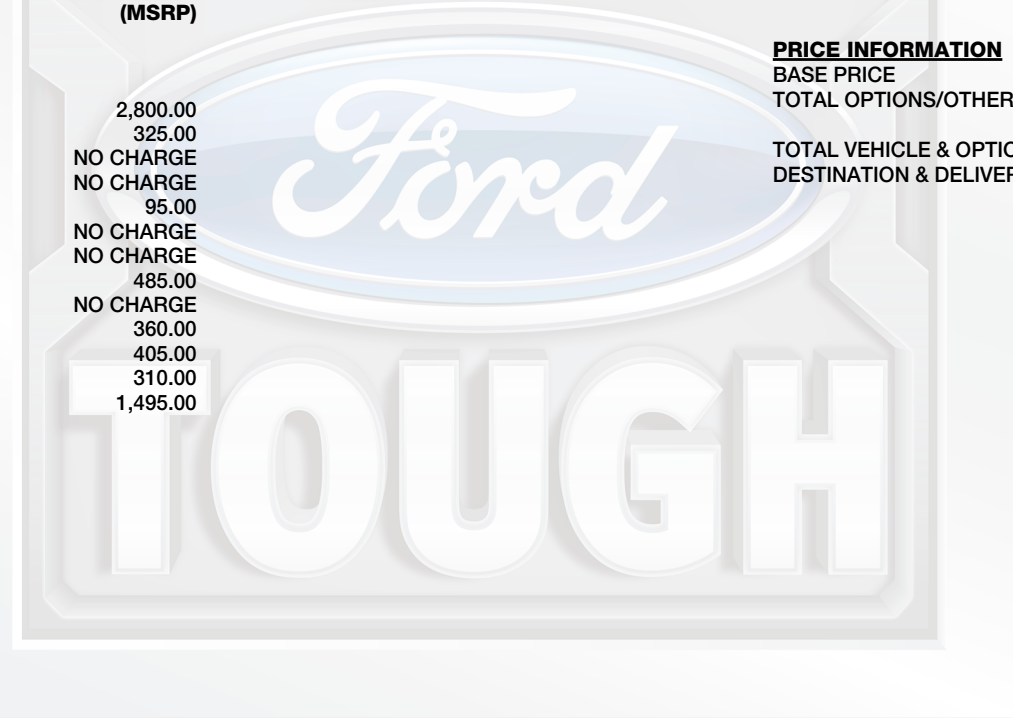 (MSRP)
2,800.00
325.00
NO CHARGE
NO CHARGE
95.00
NO CHARGE
NO CHARGE
485.00
NO CHARGE
360.00
405.00
310.00
1,495.00
PRICE INFORMATION
BASE PRICE
TOTAL OPTIONS/OTHER
TOTAL VEHICLE & OPTIO
DESTINATION & DELIVER
Ford
TOUGH